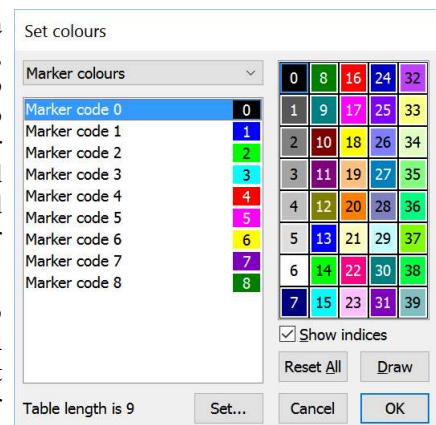 Set colours
Marker colours
Marker code 0 0
Marker code 1 1
Marker code 2 2
Marker code 3 3
Marker code 4 4
Marker code 5 5
Marker code 6 6
Marker code 7 7
Marker code 8 8
Table length is 9 Set...
0 8 16 24 32
1 9 17 25 33
2 10 18 26 34
3 11 19 27 35
4 12 20 28 36
5 13 21 29 37
6 14 22 30 38
7 15 23 31 39
Show indices
Reset All Draw
Cancel OK